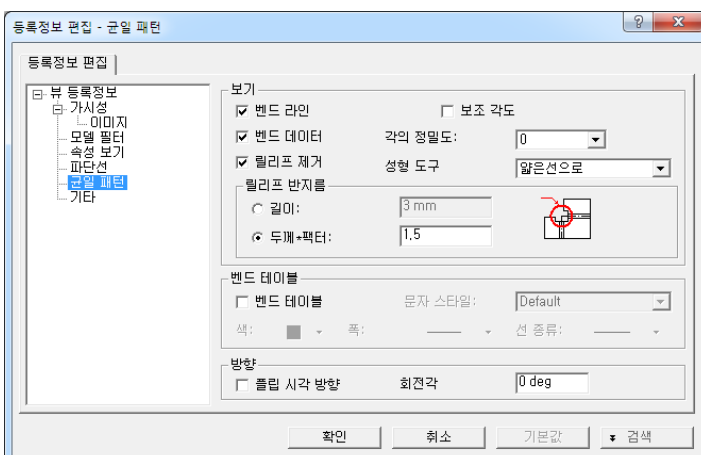 등록정보 편집 - 균일 패턴
등록정보 편집
뷰 등록정보
가시성
이미지
모델 필터
속성 보기
파단선
균일 패턴
기타
보기
벤드 라인
보조 각도
벤드 데이터
각의 정밀도:
0
릴리프 제거
성형 도구
얇은선으로
릴리프 반지름
길이:
3 mm
두께*팩터:
1,5
벤드 테이블
벤드 테이블
문자 스타일:
Default
색:
폭:
선 종류:
방향
플립 시각 방향
회전각
0 deg
확인
취소
기본값
검색